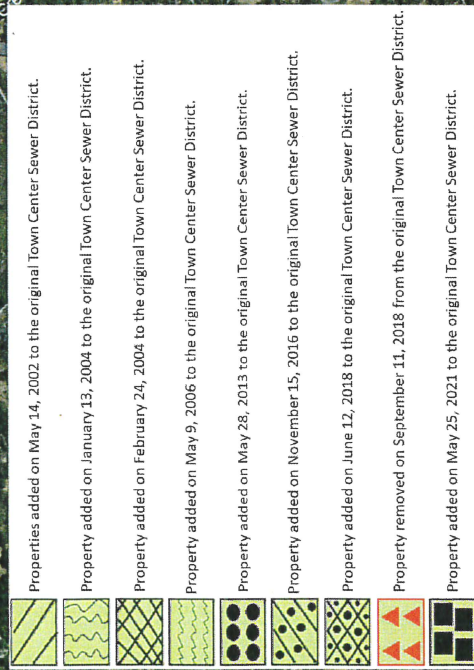 Properties added on May 14, 2002 to the original Town Center Sewer District.
Property added on January 13, 2004 to the original Town Center Sewer District.
Property added on February 24, 2004 to the original Town Center Sewer District.
Property added on May 9, 2006 to the original Town Center Sewer District.
Property added on May 28, 2013 to the original Town Center Sewer District.
Property added on November 15, 2016 to the original Town Center Sewer District.
Property added on June 12, 2018 to the original Town Center Sewer District.
Property removed on September 11, 2018 from the original Town Center Sewer District.
Property added on May 25, 2021 to the original Town Center Sewer District.